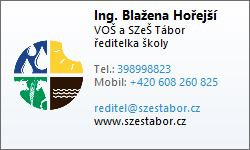 Ing. Blažena Hořejší
VOŠ a SZeŠ Tábor
ředitelka školy
Tel.: 398998823
Mobil: +420 608 260 825
reditel@szestabor.cz
www.szestabor.cz